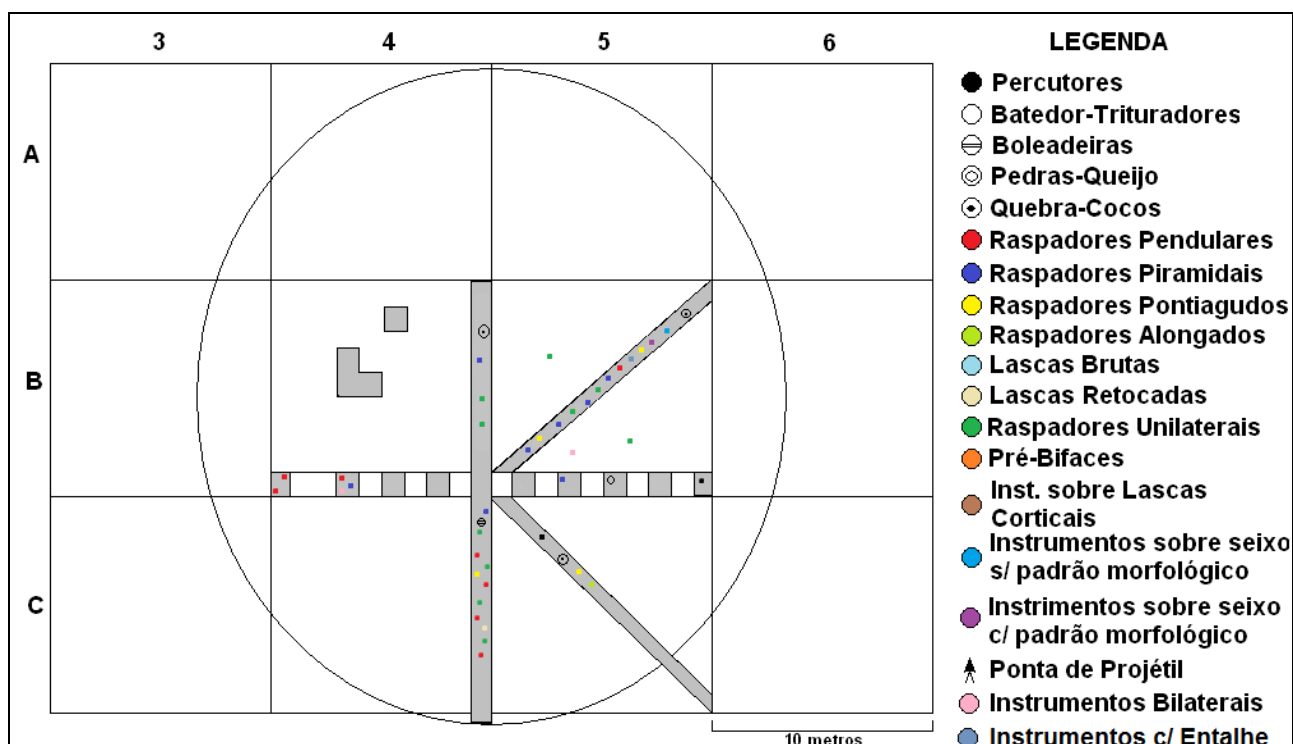 3 4 5 6
A
B
C
10 metros
LEGENDA
Percutores
Batedor-Trituradores
Boleadeiras
Pedras-Queijo
Quebra-Cocos
Raspadores Pendulares
Raspadores Piramidais
Raspadores Pontiagudos
Raspadores Alongados
Lascas Brutas
Lascas Retocadas
Raspadores Unilaterais
Pré-Bifaces
Inst. sobre Lascas
Corticais
Instrumentos sobre seixo
s/ padrão morfológico
Instrimentos sobre seixo
c/ padrão morfológico
Ponta de Projétil
Instrumentos Bilaterais
Instrumentos c/ Entalhe